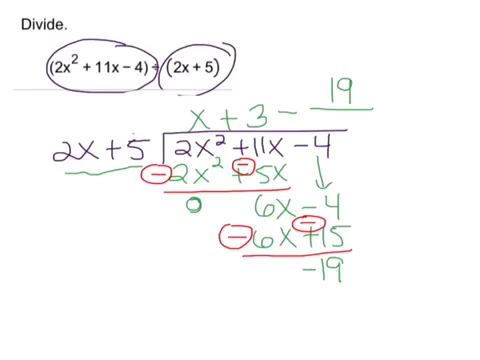 Divide.
(2x² + 11x − 4) ÷ (2x + 5)
19
x + 3 −
2x + 5 2x² + 11x − 4
− 2x² + 5x −
0 6x − 4
− 6x + 15 −
−19